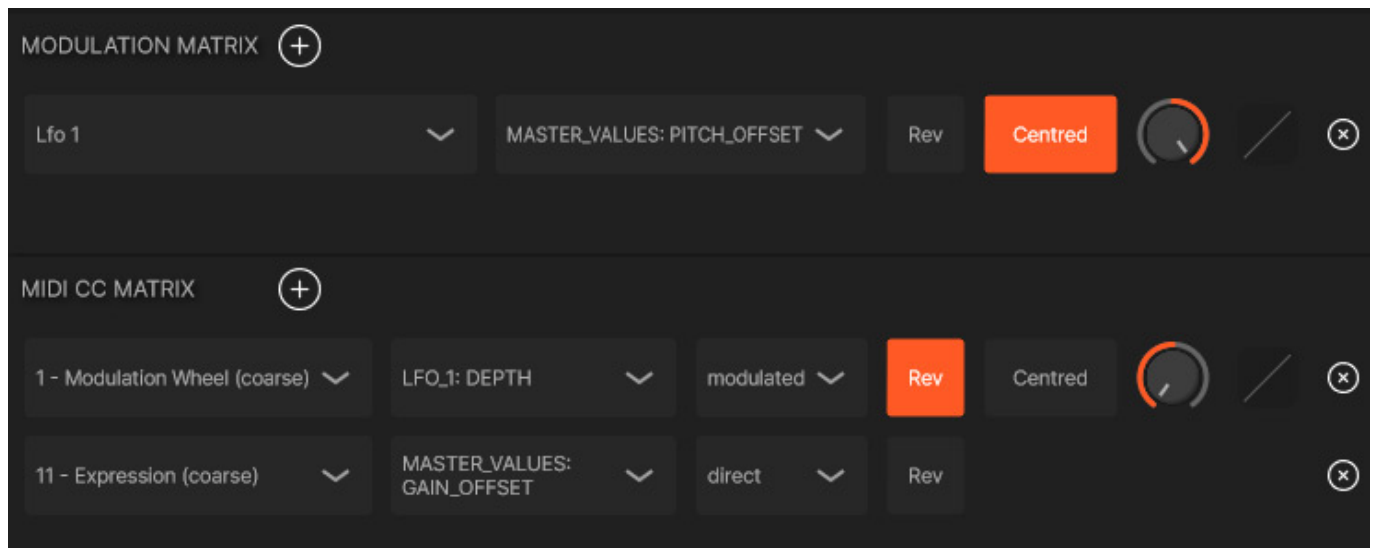 MODULATION MATRIX
Lfo 1 MASTER_VALUES: PITCH_OFFSET Rev Centred
MIDI CC MATRIX
1 - Modulation Wheel (coarse) LFO_1: DEPTH modulated Rev Centred
11 - Expression (coarse) MASTER_VALUES: GAIN_OFFSET direct Rev